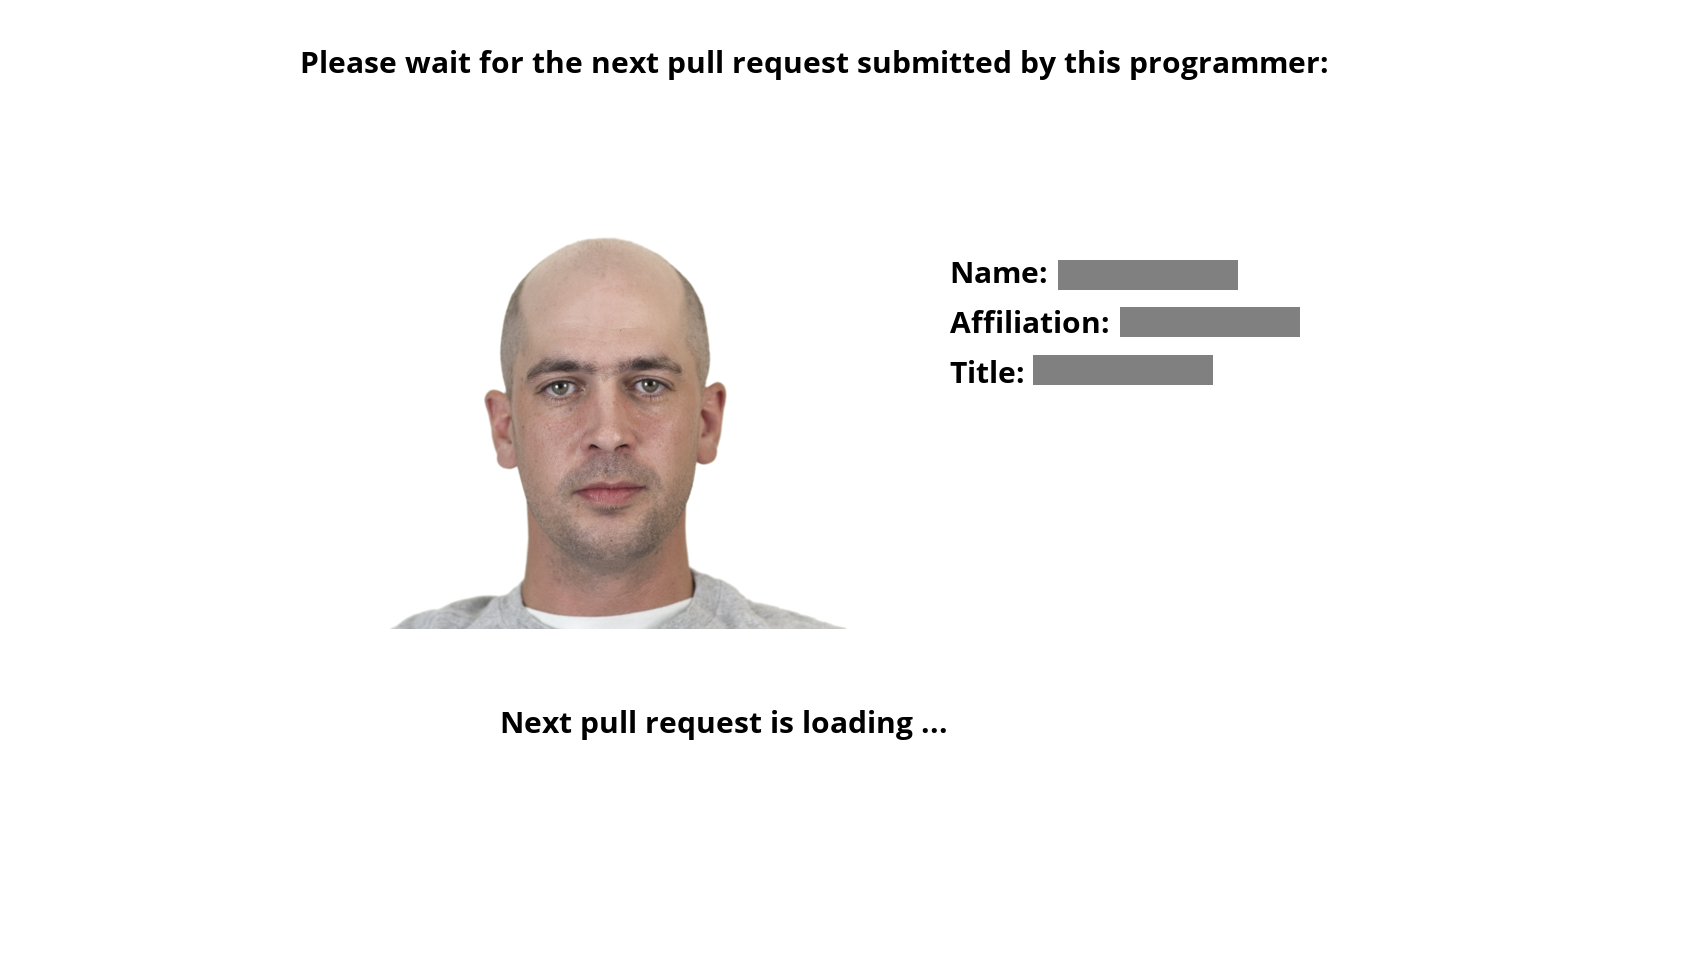 Please wait for the next pull request submitted by this programmer:
Name:
Affiliation:
Title:
Next pull request is loading ...